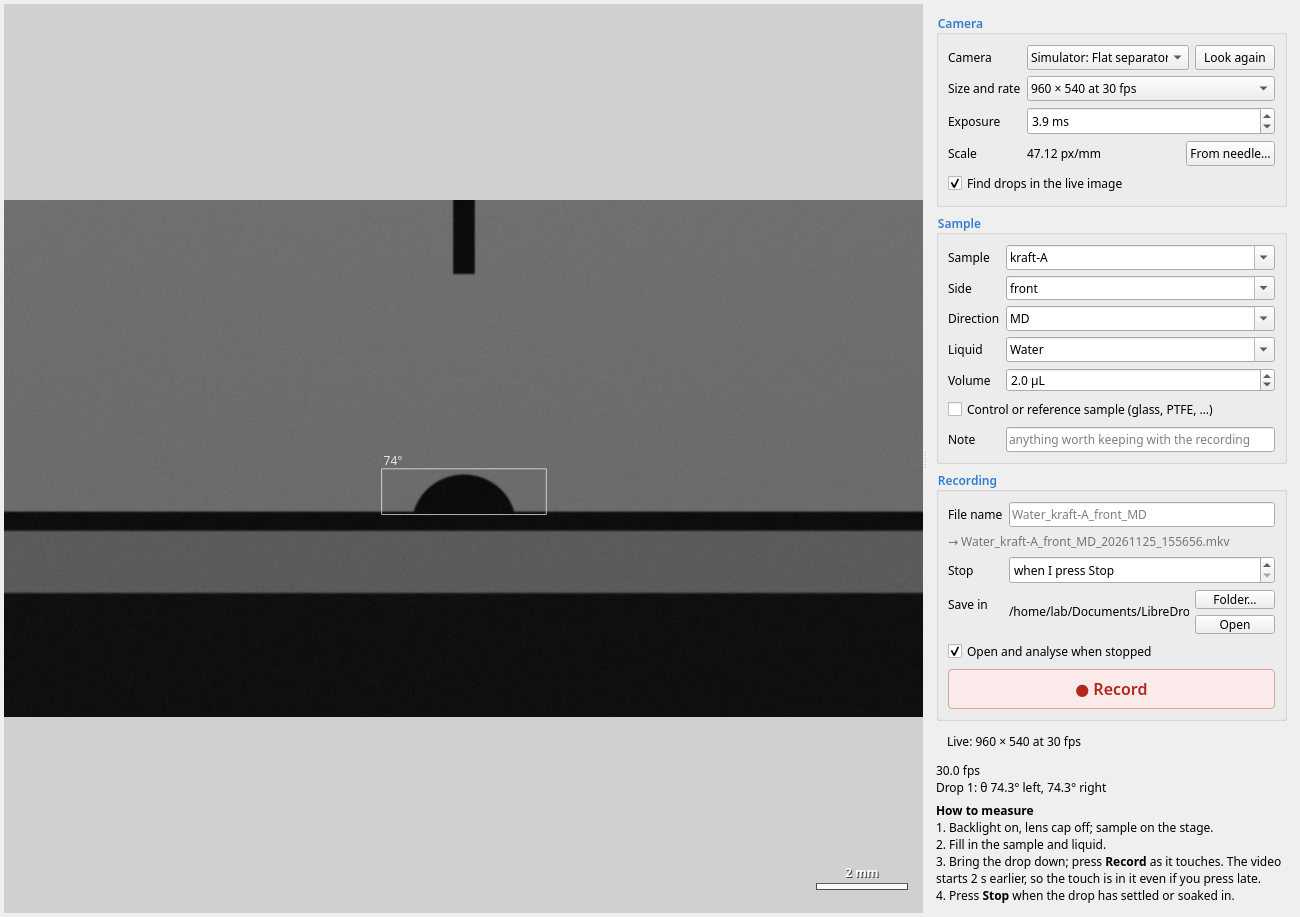 Camera
Camera
Simulator: Flat separator
Look again
Size and rate
960 × 540 at 30 fps
Exposure
3.9 ms
Scale
47.12 px/mm
From needle...
Find drops in the live image
Sample
Sample
kraft-A
Side
front
Direction
MD
Liquid
Water
Volume
2.0 µL
Control or reference sample (glass, PTFE, ...)
Note
anything worth keeping with the recording
74°
Recording
File name
Water_kraft-A_front_MD
→ Water_kraft-A_front_MD_20261125_155656.mkv
Stop
when I press Stop
Save in
/home/lab/Documents/LibreDro
Folder...
Open
Open and analyse when stopped
● Record
Live: 960 × 540 at 30 fps
30.0 fps
Drop 1: θ 74.3° left, 74.3° right
How to measure
1. Backlight on, lens cap off; sample on the stage.
2. Fill in the sample and liquid.
3. Bring the drop down; press Record as it touches. The video
starts 2 s earlier, so the touch is in it even if you press late.
4. Press Stop when the drop has settled or soaked in.
2 mm